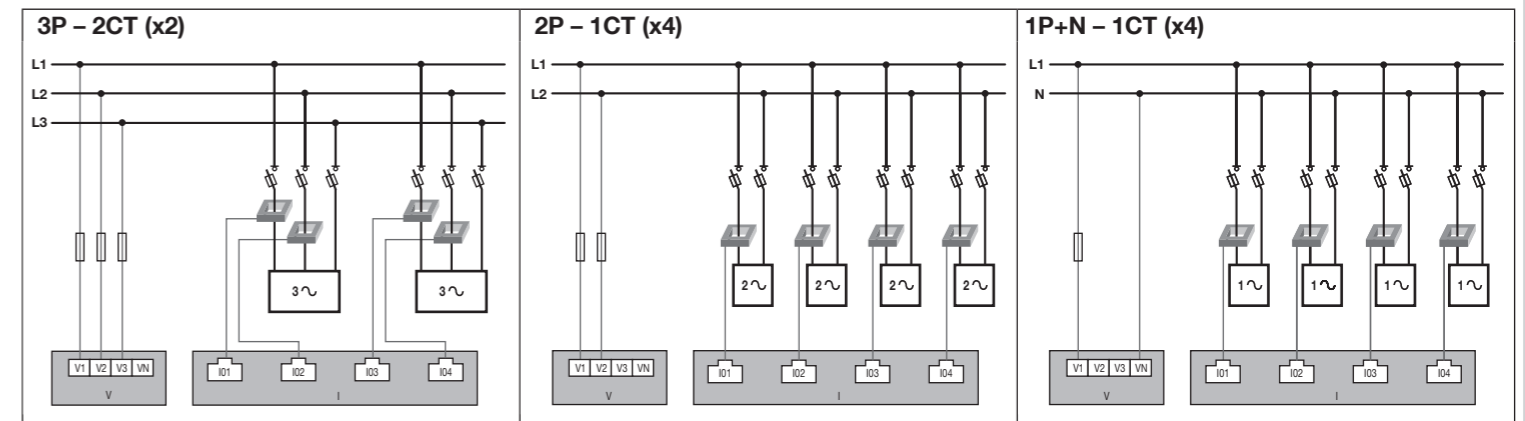 3P – 2CT (x2)
L1
L2
L3
3
3
V1 V2 V3 VN
V
I01 I02 I03 I04
I
2P – 1CT (x4)
L1
L2
2 2 2 2
V1 V2 V3 VN
V
I01 I02 I03 I04
I
1P+N – 1CT (x4)
L1
N
1 1 1 1
V1 V2 V3 VN
V
I01 I02 I03 I04
I